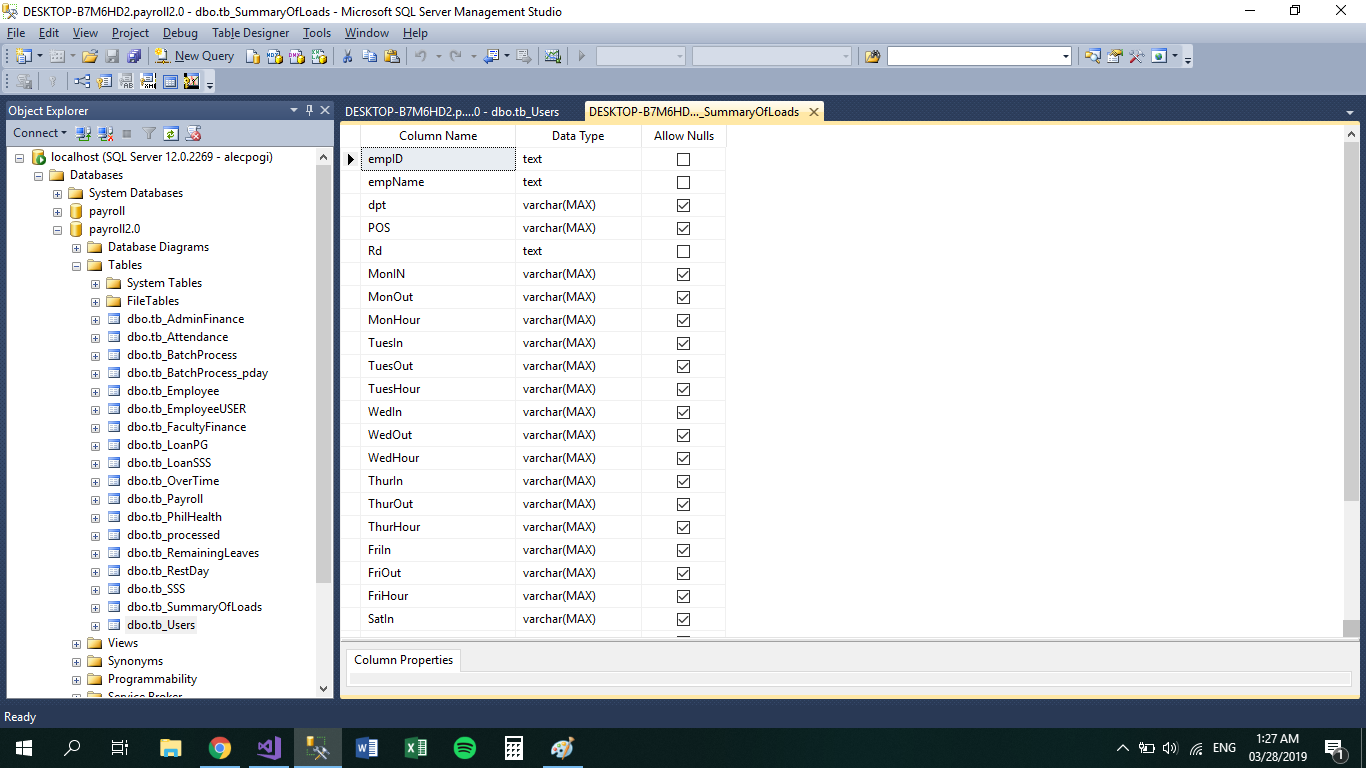 DESKTOP-B7M6HD2.payroll2.0 - dbo.tb_SummaryOfLoads - Microsoft SQL Server Management Studio
File Edit View Project Debug Table Designer Tools Window Help
New Query
Object Explorer
Connect
localhost (SQL Server 12.0.2269 - alecpogi)
Databases
System Databases
payroll
payroll2.0
Database Diagrams
Tables
System Tables
FileTables
dbo.tb_AdminFinance
dbo.tb_Attendance
dbo.tb_BatchProcess
dbo.tb_BatchProcess_pday
dbo.tb_Employee
dbo.tb_EmployeeUSER
dbo.tb_FacultyFinance
dbo.tb_LoanPG
dbo.tb_LoanSSS
dbo.tb_OverTime
dbo.tb_Payroll
dbo.tb_PhilHealth
dbo.tb_processed
dbo.tb_RemainingLeaves
dbo.tb_RestDay
dbo.tb_SSS
dbo.tb_SummaryOfLoads
dbo.tb_Users
Views
Synonyms
Programmability
Service Broker
DESKTOP-B7M6HD2.p....0 - dbo.tb_Users DESKTOP-B7M6HD..._SummaryOfLoads
Column Name Data Type Allow Nulls
empID text
empName text
dpt varchar(MAX)
POS varchar(MAX)
Rd text
MonIN varchar(MAX)
MonOut varchar(MAX)
MonHour varchar(MAX)
TuesIn varchar(MAX)
TuesOut varchar(MAX)
TuesHour varchar(MAX)
WedIn varchar(MAX)
WedOut varchar(MAX)
WedHour varchar(MAX)
ThurIn varchar(MAX)
ThurOut varchar(MAX)
ThurHour varchar(MAX)
FriIn varchar(MAX)
FriOut varchar(MAX)
FriHour varchar(MAX)
SatIn varchar(MAX)
Column Properties
Ready
ENG
1:27 AM
03/28/2019
1